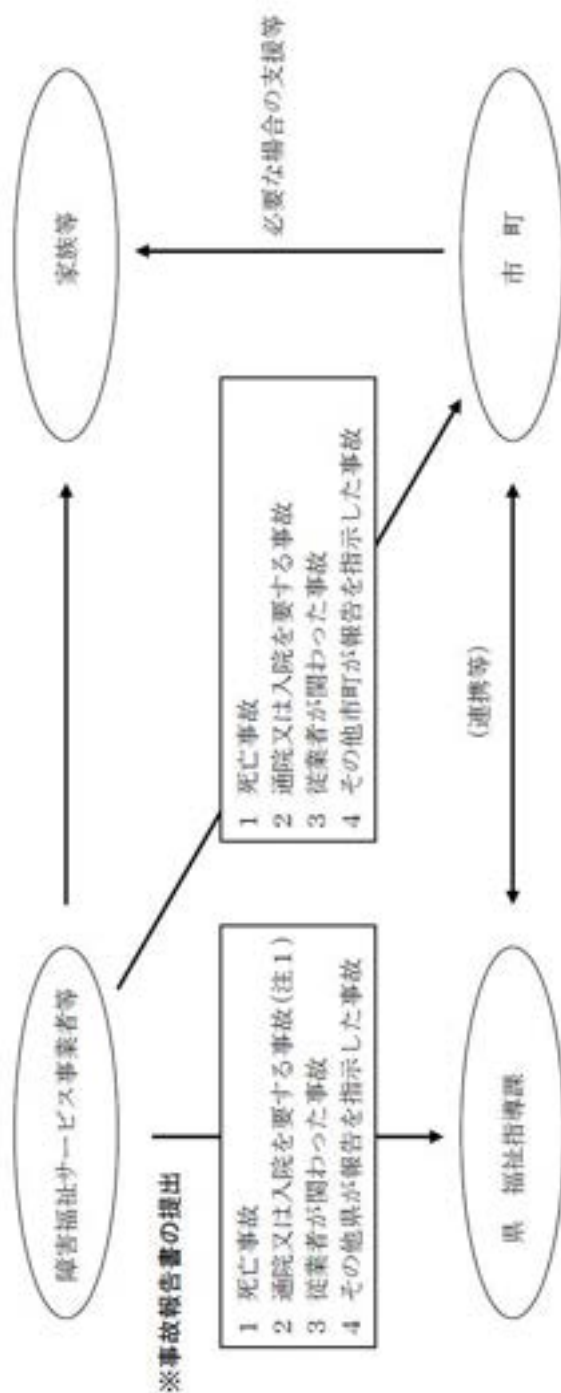 障害福祉サービス事業者等
家族等
※事故報告書の提出
1 死亡事故
2 通院又は入院を要する事故(注1)
3 従業者が関わった事故
4 その他県が報告を指示した事故
1 死亡事故
2 通院又は入院を要する事故
3 従業者が関わった事故
4 その他市町が報告を指示した事故
必要な場合の支援等
県 福祉指導課
(連携等)
市 町